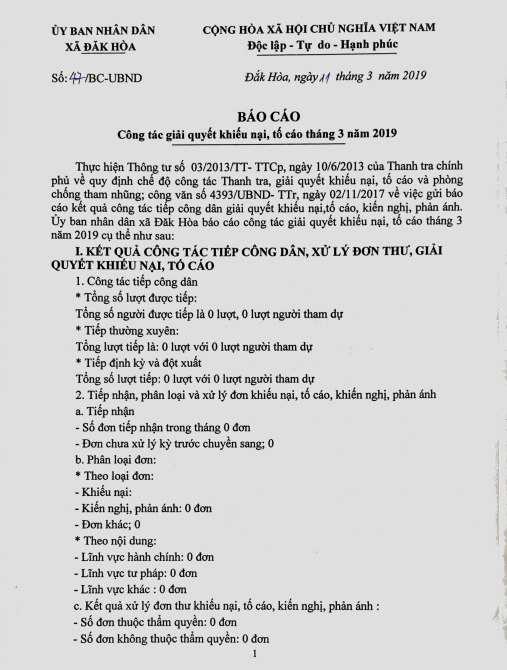 ỦY BAN NHÂN DÂN
XÃ ĐĂK HÒA
CỘNG HÒA XÃ HỘI CHỦ NGHĨA VIỆT NAM
Độc lập - Tự do - Hạnh phúc
Số: 47/BC-UBND
Đắk Hòa, ngày 11 tháng 3 năm 2019
BÁO CÁO
Công tác giải quyết khiếu nại, tố cáo tháng 3 năm 2019
Thực hiện Thông tư số 03/2013/TT- TTCp, ngày 10/6/2013 của Thanh tra chính
phủ về quy định chế độ công tác Thanh tra, giải quyết khiếu nại, tố cáo và phòng
chống tham nhũng; công văn số 4393/UBND- TTr, ngày 02/11/2017 về việc gửi báo
cáo kết quả công tác tiếp công dân giải quyết khiếu nại,tố cáo, kiến nghị, phản ánh.
Ủy ban nhân dân xã Đăk Hòa báo cáo công tác giải quyết khiếu nại, tố cáo tháng 3
năm 2019 cụ thể như sau:
I. KẾT QUẢ CÔNG TÁC TIẾP CÔNG DÂN, XỬ LÝ ĐƠN THƯ, GIẢI
QUYẾT KHIẾU NẠI, TỐ CÁO
1. Công tác tiếp công dân
* Tổng số lượt được tiếp:
Tổng số người được tiếp là 0 lượt, 0 lượt người tham dự
* Tiếp thường xuyên:
Tổng lượt tiếp là: 0 lượt với 0 lượt người tham dự
* Tiếp định kỳ và đột xuất
Tổng số lượt tiếp: 0 lượt với 0 lượt người tham dự
2. Tiếp nhận, phân loại và xử lý đơn khiếu nại, tố cáo, khiến nghị, phản ánh
a. Tiếp nhận
- Số đơn tiếp nhận trong tháng 0 đơn
- Đơn chưa xử lý kỳ trước chuyển sang; 0
b. Phân loại đơn:
* Theo loại đơn:
- Khiếu nại:
- Kiến nghị, phản ánh: 0 đơn
- Đơn khác; 0
* Theo nội dung:
- Lĩnh vực hành chính: 0 đơn
- Lĩnh vực tư pháp: 0 đơn
- Lĩnh vực khác : 0 đơn
c. Kết quả xử lý đơn thư khiếu nại, tố cáo, kiến nghị, phản ánh :
- Số đơn thuộc thẩm quyền: 0 đơn
- Số đơn không thuộc thẩm quyền: 0 đơn
1